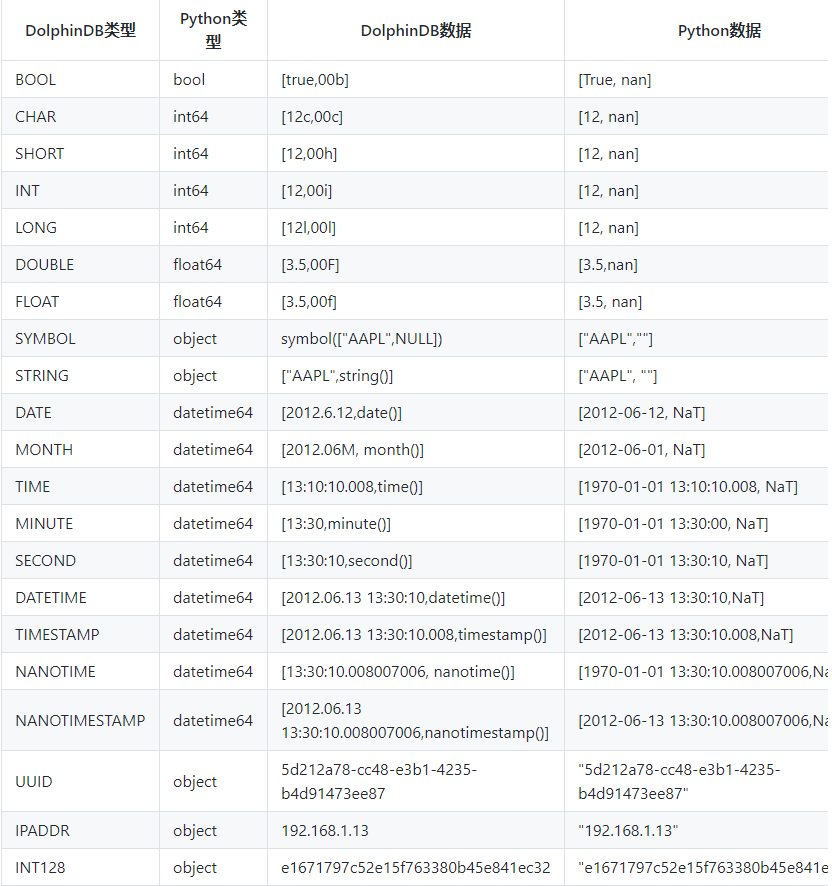 DolphinDB类型 Python类型 DolphinDB数据 Python数据
BOOL bool [true,00b] [True, nan]
CHAR int64 [12c,00c] [12, nan]
SHORT int64 [12,00h] [12, nan]
INT int64 [12,00i] [12, nan]
LONG int64 [12l,00l] [12, nan]
DOUBLE float64 [3.5,00F] [3.5,nan]
FLOAT float64 [3.5,00f] [3.5, nan]
SYMBOL object symbol(["AAPL",NULL]) ["AAPL",""]
STRING object ["AAPL",string()] ["AAPL", ""]
DATE datetime64 [2012.6.12,date()] [2012-06-12, NaT]
MONTH datetime64 [2012.06M, month()] [2012-06-01, NaT]
TIME datetime64 [13:10:10.008,time()] [1970-01-01 13:10:10.008, NaT]
MINUTE datetime64 [13:30,minute()] [1970-01-01 13:30:00, NaT]
SECOND datetime64 [13:30:10,second()] [1970-01-01 13:30:10, NaT]
DATETIME datetime64 [2012.06.13 13:30:10,datetime()] [2012-06-13 13:30:10,NaT]
TIMESTAMP datetime64 [2012.06.13 13:30:10.008,timestamp()] [2012-06-13 13:30:10.008,NaT]
NANOTIME datetime64 [13:30:10.008007006, nanotime()] [1970-01-01 13:30:10.008007006,Na
NANOTIMESTAMP datetime64 [2012.06.13
13:30:10.008007006,nanotimestamp()] [2012-06-13 13:30:10.008007006,Na
UUID object 5d212a78-cc48-e3b1-4235-
b4d91473ee87 "5d212a78-cc48-e3b1-4235-
b4d91473ee87"
IPADDR object 192.168.1.13 "192.168.1.13"
INT128 object e1671797c52e15f763380b45e841ec32 "e1671797c52e15f763380b45e841e